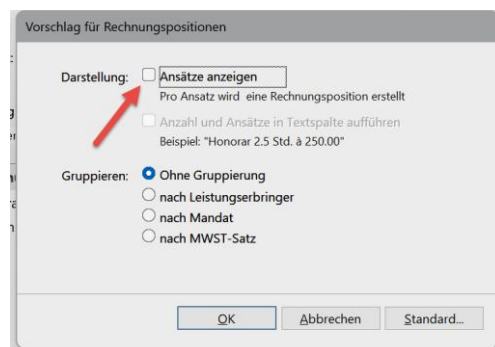 Vorschlag für Rechnungspositionen
Darstellung: Ansätze anzeigen
Pro Ansatz wird eine Rechnungsposition erstellt
Anzahl und Ansätze in Textspalte aufführen
Beispiel: "Honorar 2.5 Std. à 250.00"
Gruppieren: Ohne Gruppierung
nach Leistungserbringer
nach Mandat
nach MWST-Satz
OK Abbrechen Standard...